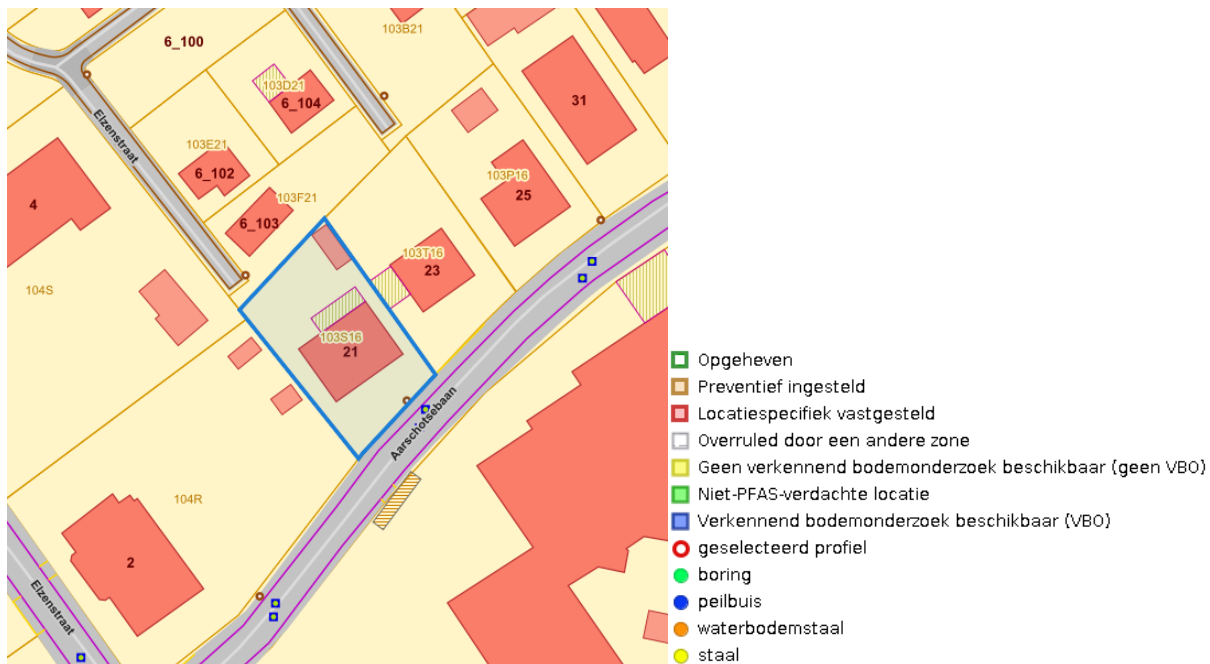 103B21
6_100
103D21
6_104
31
Elzenstraat
103E21
6_102
103P16
25
4
103F21
6_103
103T16
23
104S
103S16
21
Aarschotsebaan
104R
2
Elzenstraat
Opgeheven
Preventief ingesteld
Locatiespecifiek vastgesteld
Overruled door een andere zone
Geen verkennend bodemonderzoek beschikbaar (geen VBO)
Niet-PFAS-verdachte locatie
Verkennend bodemonderzoek beschikbaar (VBO)
geselecteerd profiel
boring
peilbuis
waterbodemstaal
staal